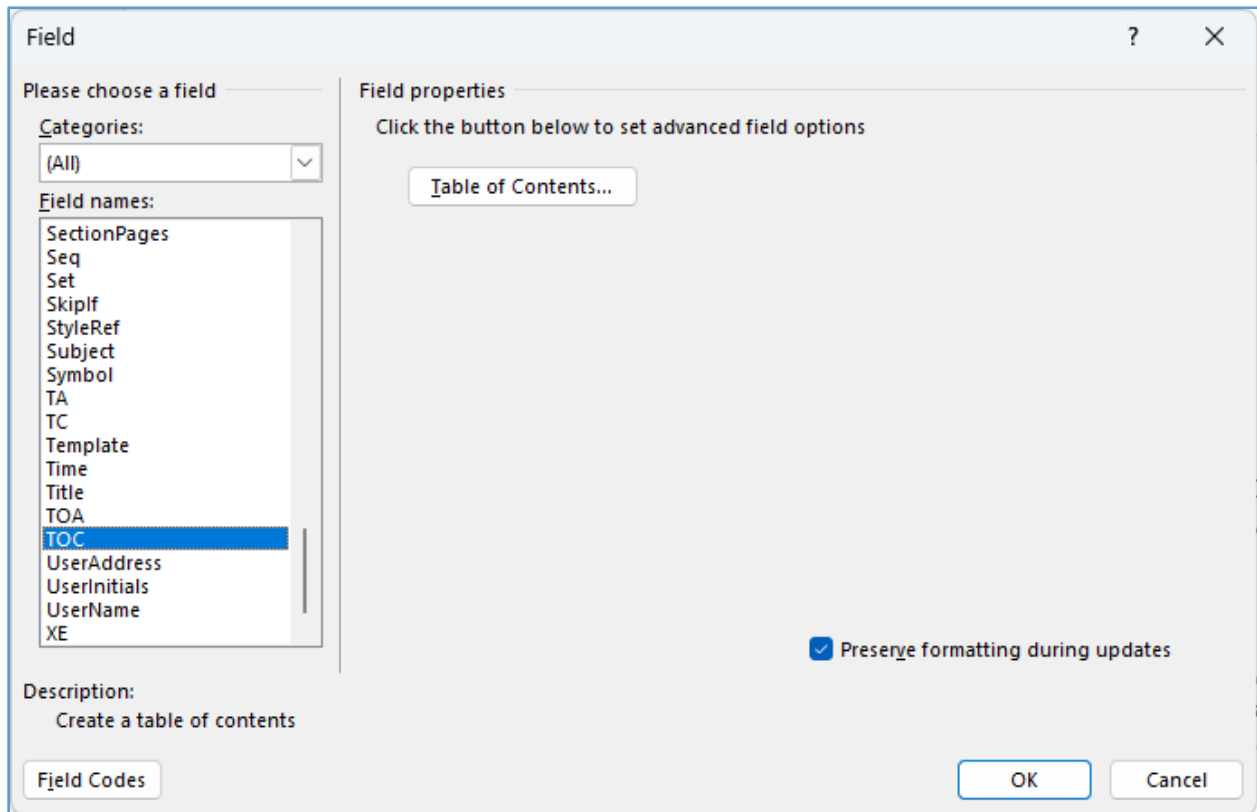 Field
?
Please choose a field
Categories:
(All)
Field names:
SectionPages
Seq
Set
SkipIf
StyleRef
Subject
Symbol
TA
TC
Template
Time
Title
TOA
TOC
UserAddress
UserInitials
UserName
XE
Field properties
Click the button below to set advanced field options
Table of Contents...
Preserve formatting during updates
Description:
Create a table of contents
Field Codes
OK
Cancel